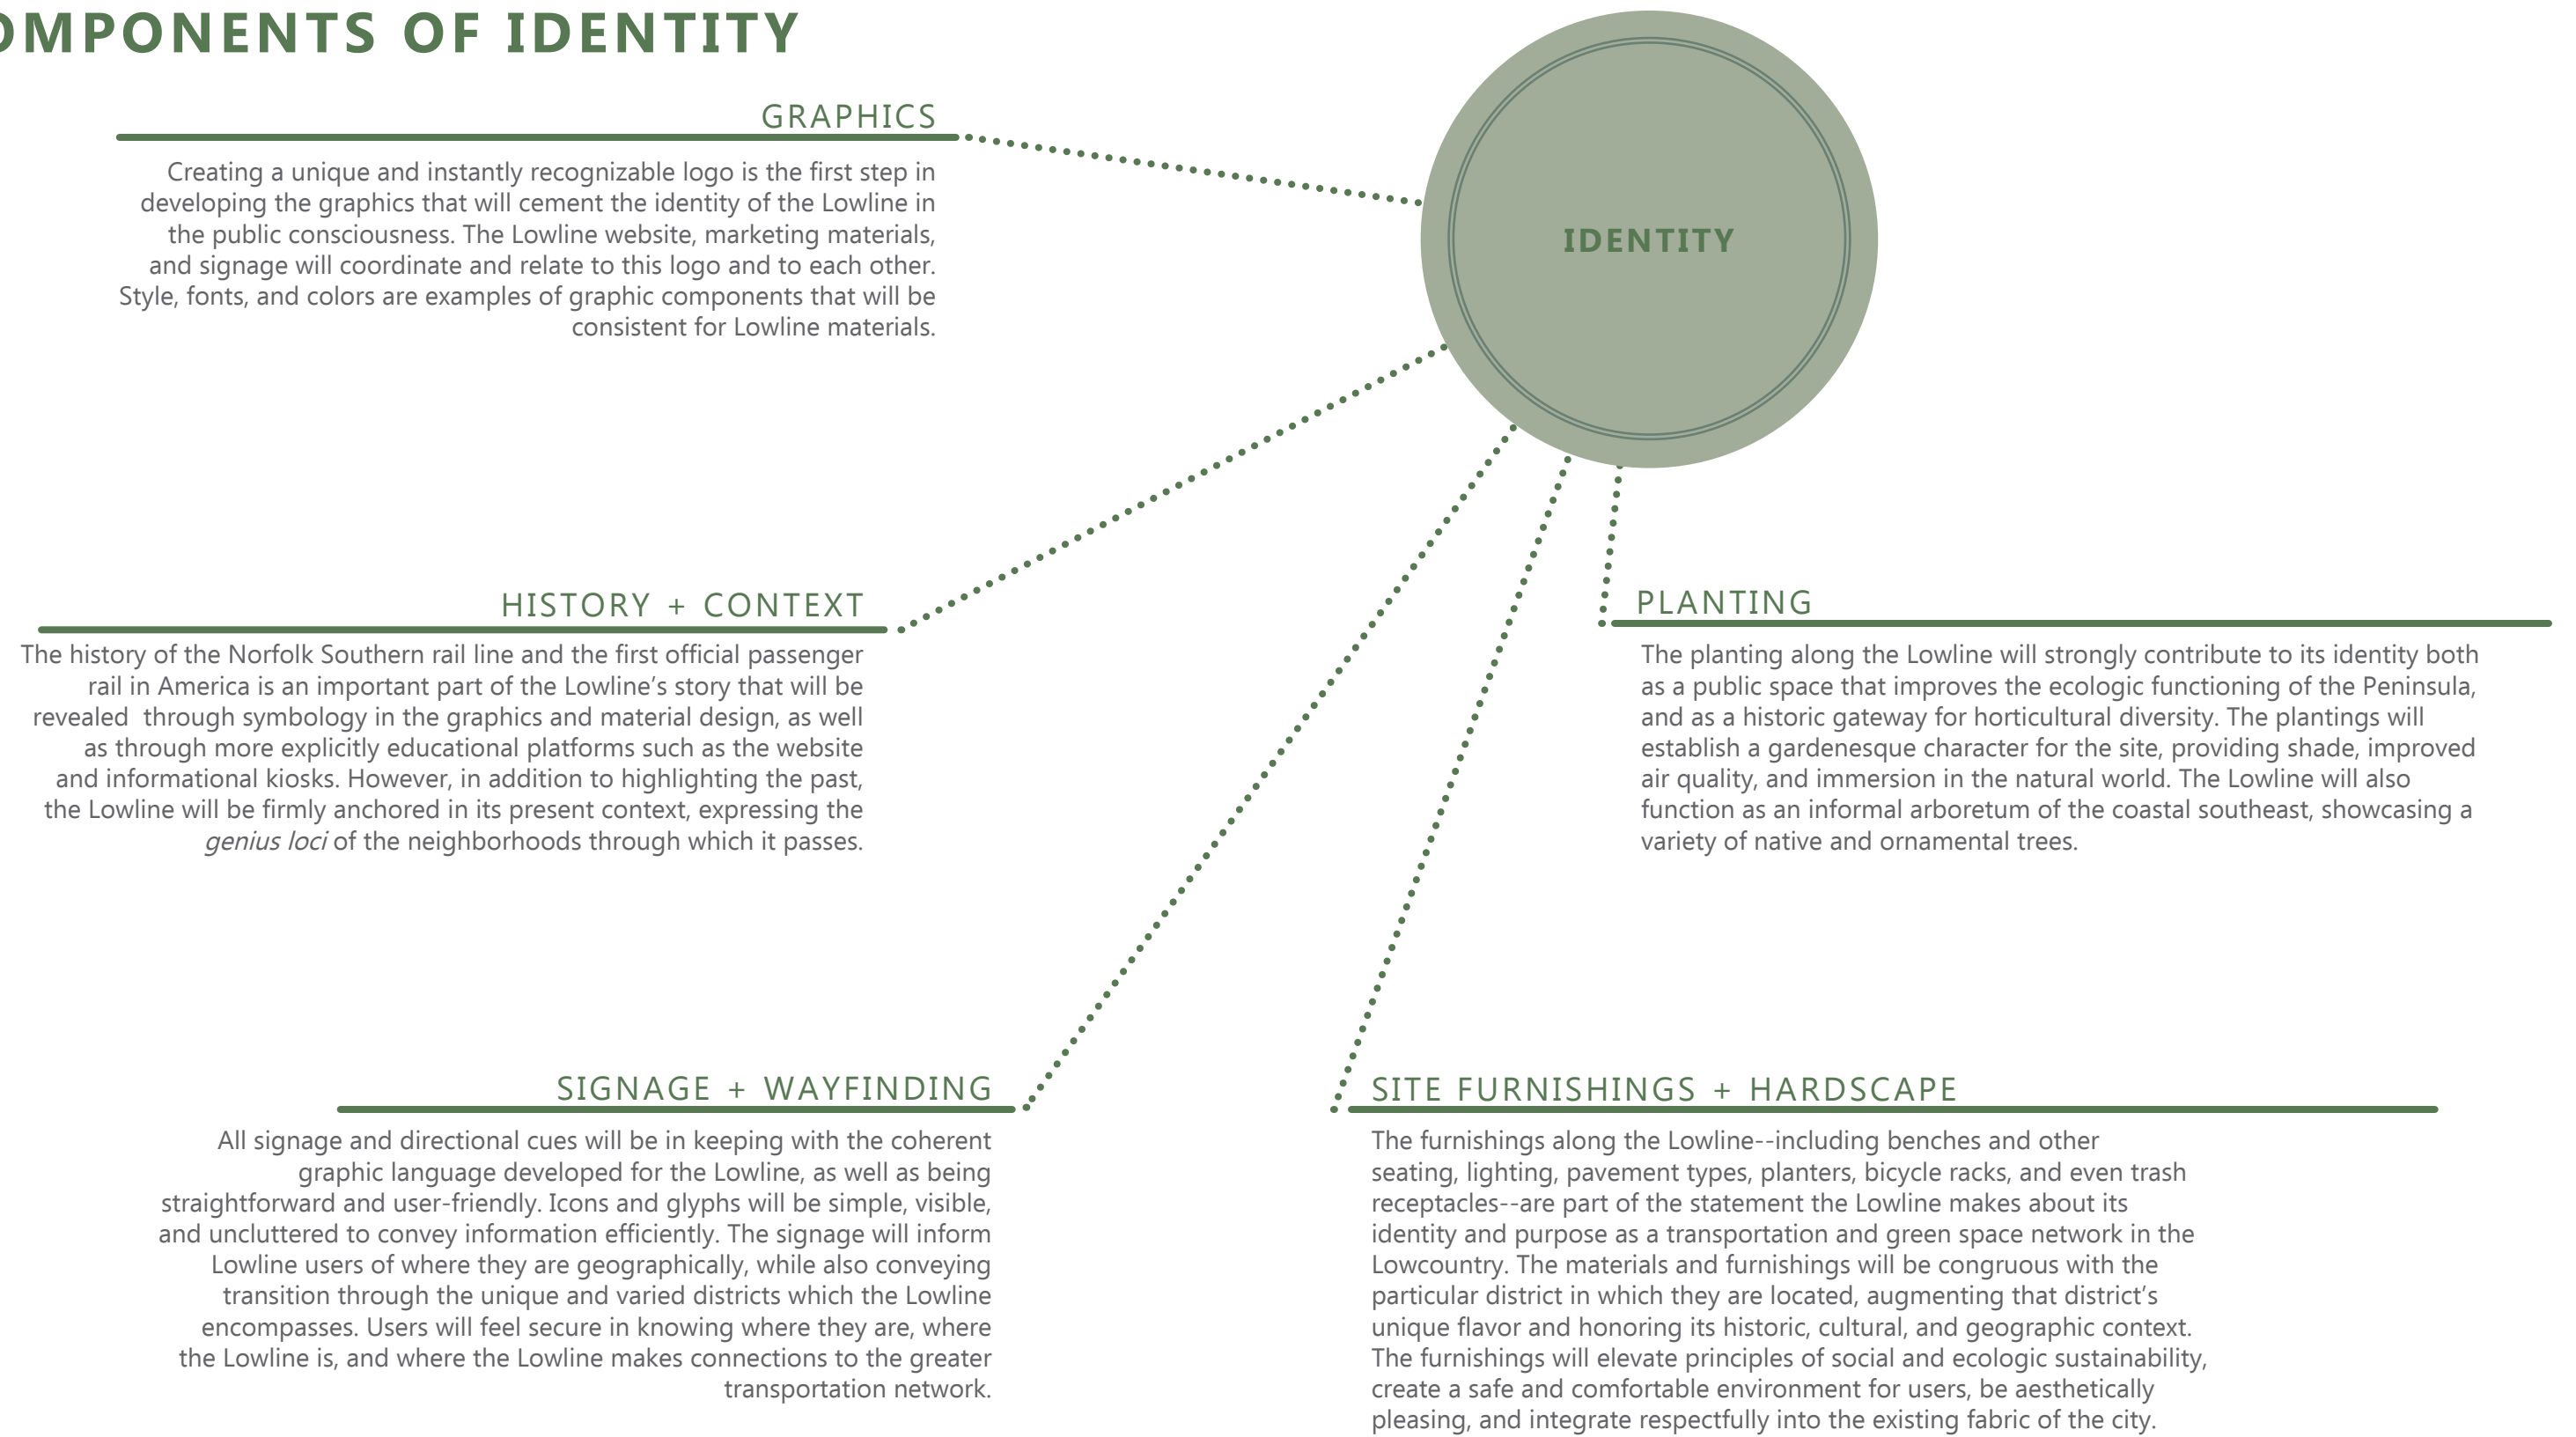 OMPONENTS OF IDENTITY
GRAPHICS
Creating a unique and instantly recognizable logo is the first step in
developing the graphics that will cement the identity of the Lowline in
the public consciousness. The Lowline website, marketing materials,
and signage will coordinate and relate to this logo and to each other.
Style, fonts, and colors are examples of graphic components that will be
consistent for Lowline materials.
IDENTITY
HISTORY + CONTEXT
The history of the Norfolk Southern rail line and the first official passenger
rail in America is an important part of the Lowline’s story that will be
revealed  through symbology in the graphics and material design, as well
as through more explicitly educational platforms such as the website
and informational kiosks. However, in addition to highlighting the past,
the Lowline will be firmly anchored in its present context, expressing the
genius loci of the neighborhoods through which it passes.
PLANTING
The planting along the Lowline will strongly contribute to its identity both
as a public space that improves the ecologic functioning of the Peninsula,
and as a historic gateway for horticultural diversity. The plantings will
establish a gardenesque character for the site, providing shade, improved
air quality, and immersion in the natural world. The Lowline will also
function as an informal arboretum of the coastal southeast, showcasing a
variety of native and ornamental trees.
SIGNAGE + WAYFINDING
All signage and directional cues will be in keeping with the coherent
graphic language developed for the Lowline, as well as being
straightforward and user-friendly. Icons and glyphs will be simple, visible,
and uncluttered to convey information efficiently. The signage will inform
Lowline users of where they are geographically, while also conveying
transition through the unique and varied districts which the Lowline
encompasses. Users will feel secure in knowing where they are, where
the Lowline is, and where the Lowline makes connections to the greater
transportation network.
SITE FURNISHINGS + HARDSCAPE
The furnishings along the Lowline--including benches and other
seating, lighting, pavement types, planters, bicycle racks, and even trash
receptacles--are part of the statement the Lowline makes about its
identity and purpose as a transportation and green space network in the
Lowcountry. The materials and furnishings will be congruous with the
particular district in which they are located, augmenting that district’s
unique flavor and honoring its historic, cultural, and geographic context.
The furnishings will elevate principles of social and ecologic sustainability,
create a safe and comfortable environment for users, be aesthetically
pleasing, and integrate respectfully into the existing fabric of the city.